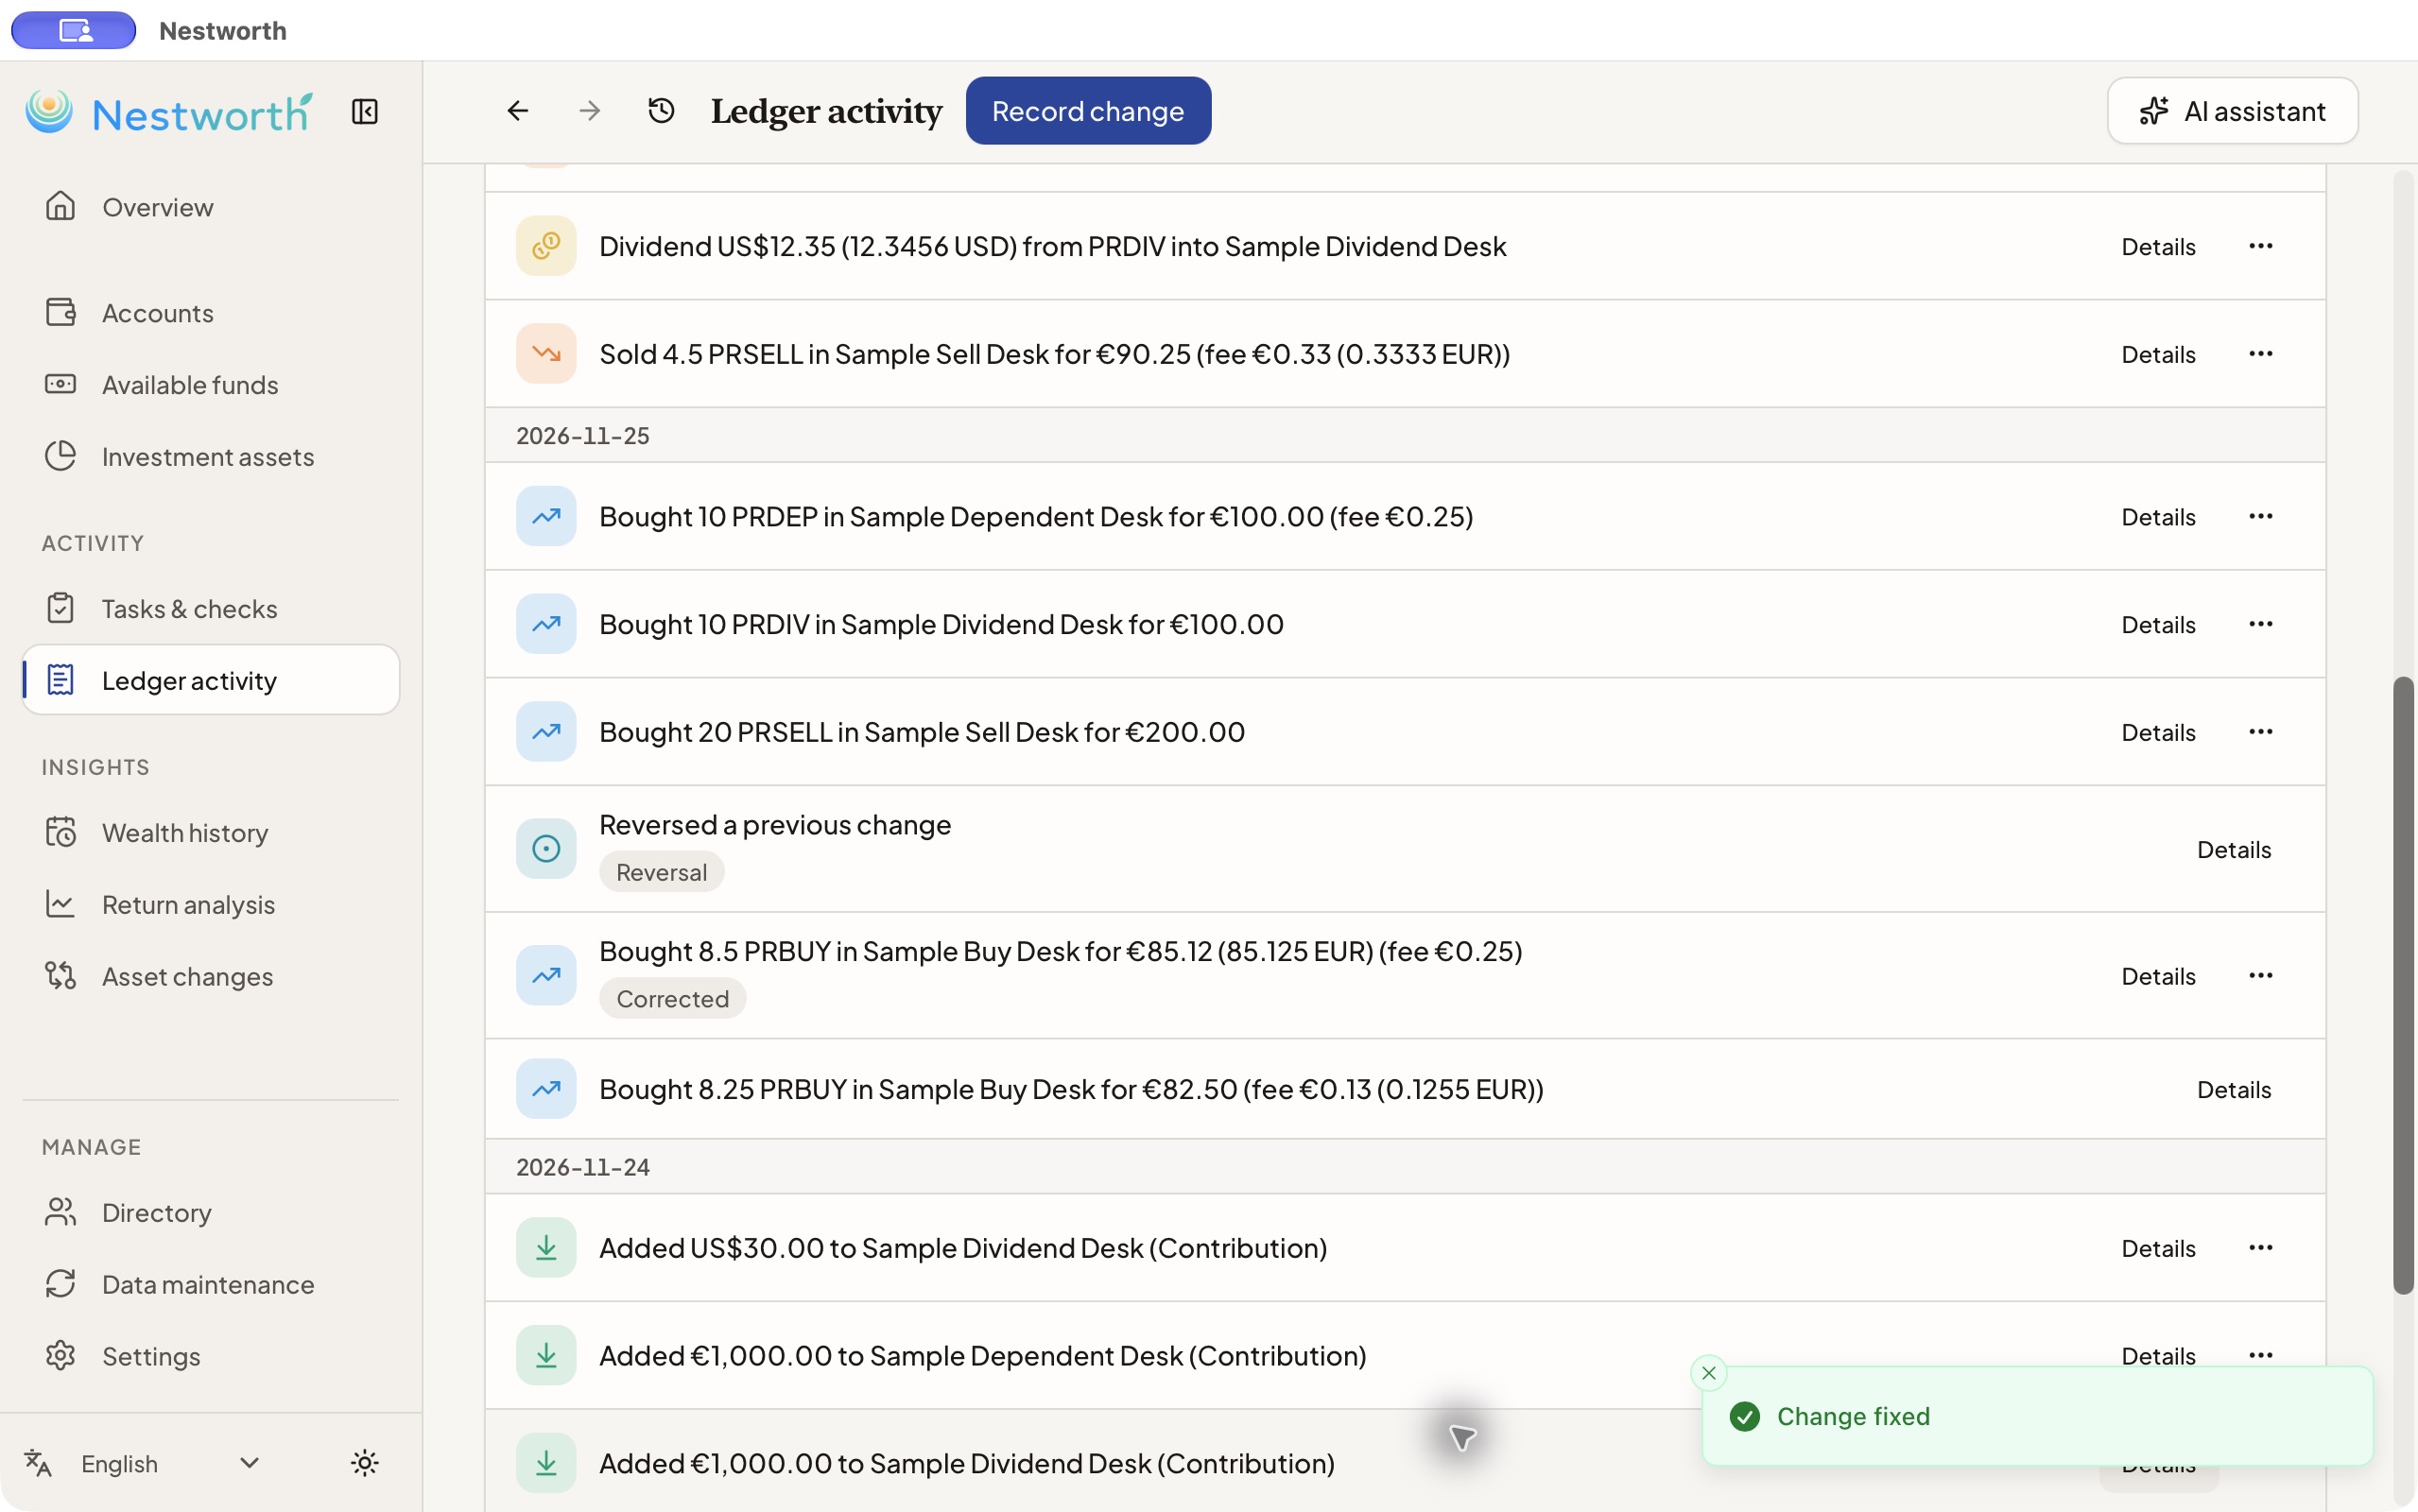 Nestworth
Nestworth
Ledger activity
Record change
AI assistant
Overview
Accounts
Available funds
Investment assets
ACTIVITY
Tasks & checks
Ledger activity
INSIGHTS
Wealth history
Return analysis
Asset changes
MANAGE
Directory
Data maintenance
Settings
English
Dividend US$12.35 (12.3456 USD) from PRDIV into Sample Dividend Desk
Details
Sold 4.5 PRSELL in Sample Sell Desk for €90.25 (fee €0.33 (0.3333 EUR))
Details
2026-11-25
Bought 10 PRDEP in Sample Dependent Desk for €100.00 (fee €0.25)
Details
Bought 10 PRDIV in Sample Dividend Desk for €100.00
Details
Bought 20 PRSELL in Sample Sell Desk for €200.00
Details
Reversed a previous change
Reversal
Details
Bought 8.5 PRBUY in Sample Buy Desk for €85.12 (85.125 EUR) (fee €0.25)
Corrected
Details
Bought 8.25 PRBUY in Sample Buy Desk for €82.50 (fee €0.13 (0.1255 EUR))
Details
2026-11-24
Added US$30.00 to Sample Dividend Desk (Contribution)
Details
Added €1,000.00 to Sample Dependent Desk (Contribution)
Details
Added €1,000.00 to Sample Dividend Desk (Contribution)
Details
Change fixed